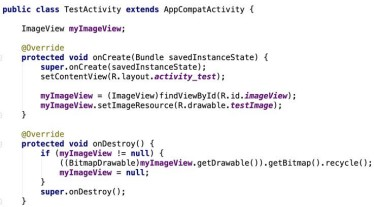 public class TestActivity extends AppCompatActivity {
ImageView myImageView;
@Override
protected void onCreate(Bundle savedInstanceState) {
super.onCreate(savedInstanceState);
setContentView(R.layout.activity_test);
myImageView = (ImageView)findViewById(R.id.imageView);
myImageView.setImageResource(R.drawable.testImage);
}
@Override
protected void onDestroy() {
if (myImageView != null) {
((BitmapDrawable)myImageView.getDrawable()).getBitmap().recycle();
myImageView = null;
}
super.onDestroy();
}